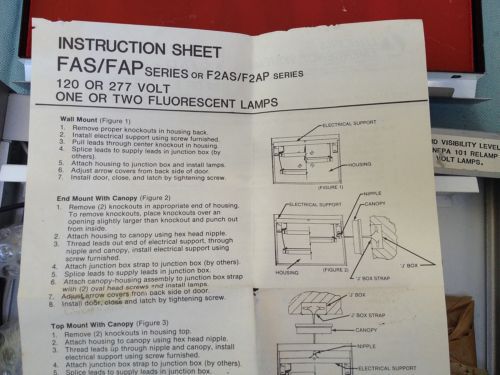 INSTRUCTION SHEET
FAS/FAP SERIES OR F2AS/F2AP SERIES
120 OR 277 VOLT
ONE OR TWO FLUORESCENT LAMPS
Wall Mount (Figure 1)
1. Remove proper knockouts in housing back.
2. Install electrical support using screw furnished.
3. Pull leads through center knockout in housing.
4. Splice leads to supply leads in junction box (by
others).
5. Attach housing to junction box and install lamps.
6. Adjust arrow covers from back side of door.
7. Install door, close and latch by tightening screw.
ELECTRICAL SUPPORT
HOUSING
(FIGURE 1)
End Mount With Canopy (Figure 2)
1. Remove (2) knockouts in appropriate end of housing.
To remove knockouts, place knockouts over an
opening slightly larger than knockout and punch out
from inside.
2. Attach housing to canopy using hex head nipple.
3. Thread leads out end of electrical support, through
nipple and canopy, install electrical support using
screw furnished.
4. Attach junction box strap to junction box (by others).
5. Splice leads to supply leads in junction box.
6. Attach canopy-housing assembly to junction box strap
with (2) oval head screws and install lamps.
7. Adjust arrow covers from back side of door.
8. Install door, close and latch by tightening screw.
NIPPLE
ELECTRICAL SUPPORT
CANOPY
HOUSING
(FIGURE 2)
'J' BOX
'J' BOX STRAP
Top Mount With Canopy (Figure 3)
1. Remove (2) knockouts in housing top.
2. Attach housing to canopy using hex head nipple.
3. Thread leads up through nipple and canopy, install
electrical support using screw furnished.
4. Attach junction box strap to junction box (by others).
5. Splice leads to supply leads in junction box.
'J' BOX
'J' BOX STRAP
CANOPY
NIPPLE
ELECTRICAL SUPPORT
VISIBILITY LEVEL
NFPA 101 RELAMP
VOLT LAMPS.